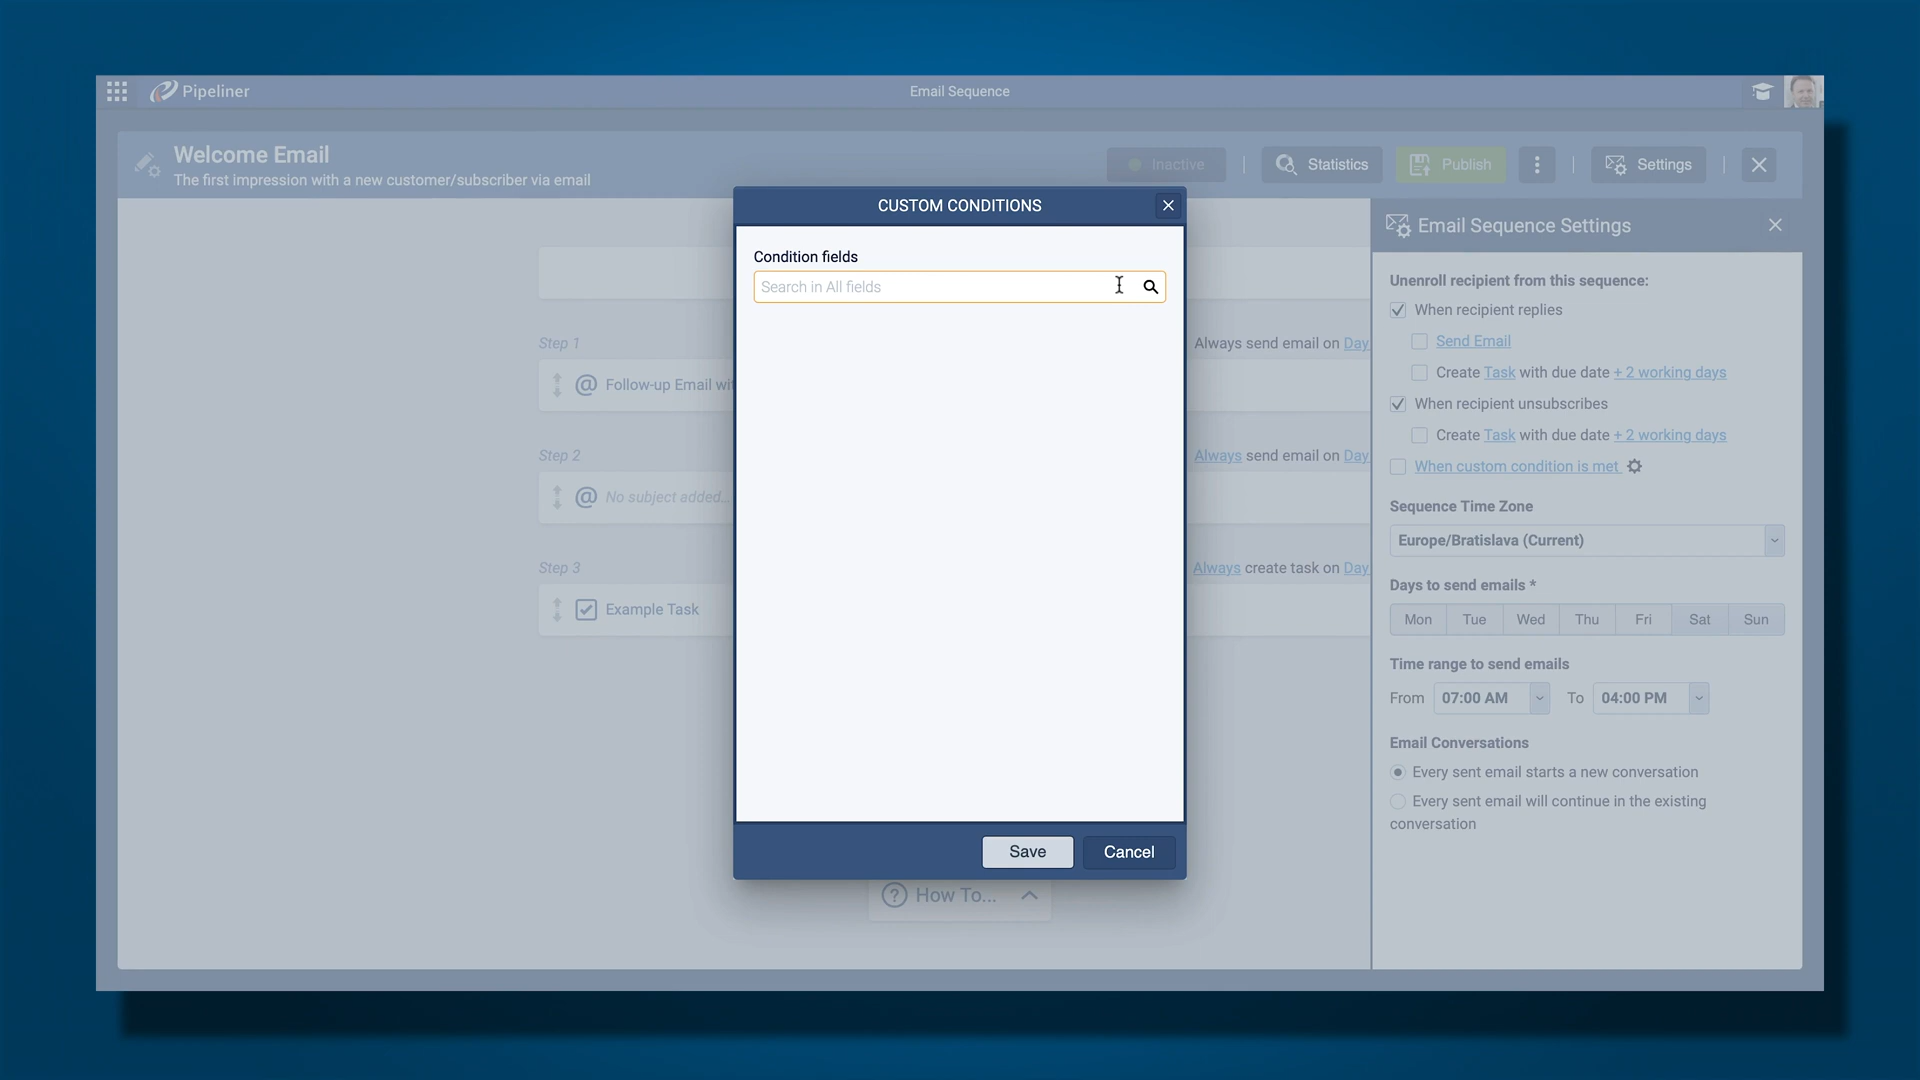 Pipeliner
Email Sequence
Welcome Email
The first impression with a new customer/subscriber via email
Inactive
Statistics
Publish
Settings
CUSTOM CONDITIONS
Condition fields
Search in All fields
Save
Cancel
Step 1
Always send email on Day
Follow-up Email wit
Step 2
Always send email on Day
No subject added...
Step 3
Always create task on Day
Example Task
How To...
Email Sequence Settings
Unenroll recipient from this sequence:
When recipient replies
Send Email
Create Task with due date + 2 working days
When recipient unsubscribes
Create Task with due date + 2 working days
When custom condition is met
Sequence Time Zone
Europe/Bratislava (Current)
Days to send emails *
Mon Tue Wed Thu Fri Sat Sun
Time range to send emails
From 07:00 AM To 04:00 PM
Email Conversations
Every sent email starts a new conversation
Every sent email will continue in the existing
conversation